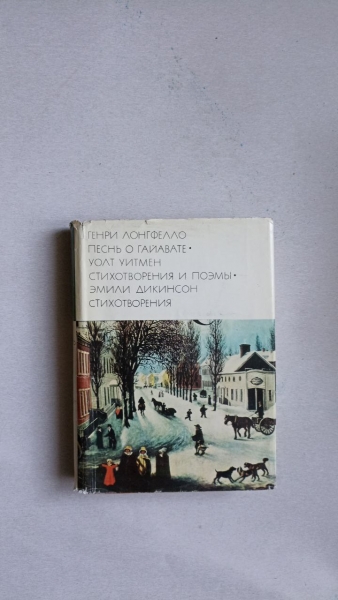 ГЕНРИ ЛОНГФЕЛЛО
ПЕСНЬ О ГАЙАВАТЕ •
УОЛТ УИТМЕН
СТИХОТВОРЕНИЯ И ПОЭМЫ •
ЭМИЛИ ДИКИНСОН
СТИХОТВОРЕНИЯ